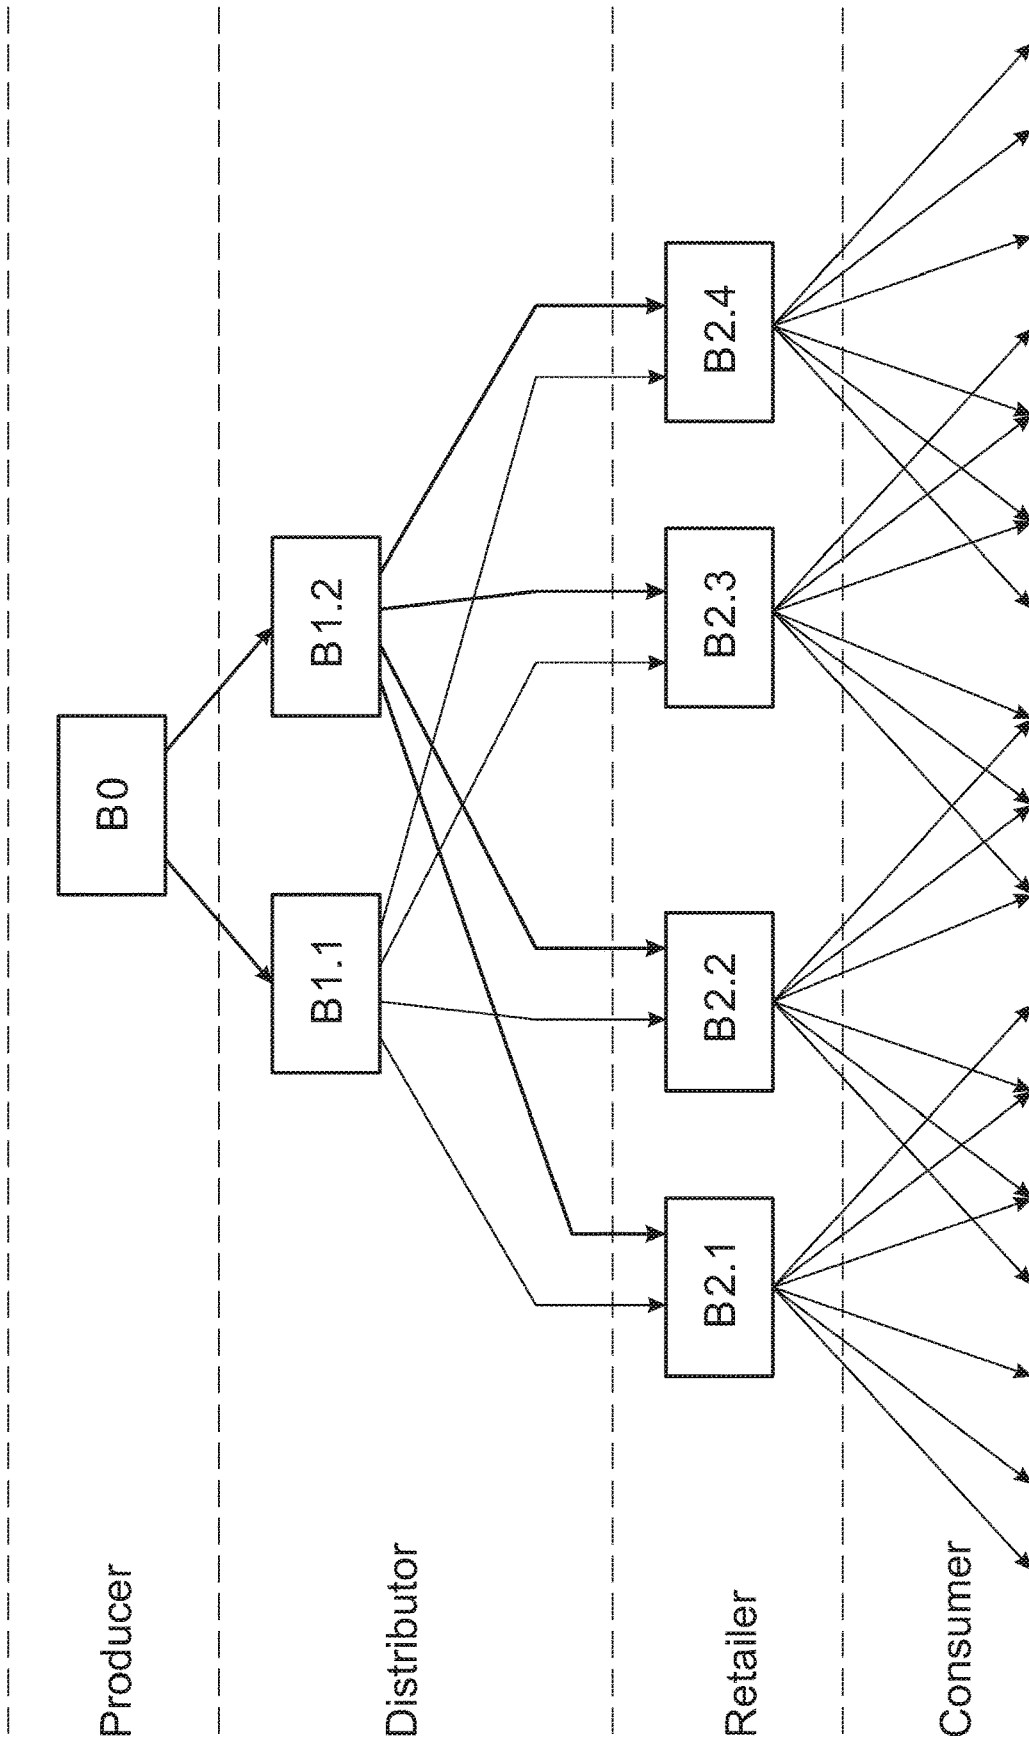 Producer
B0
Distributor
B1.1
B1.2
Retailer
B2.1
B2.2
B2.3
B2.4
Consumer